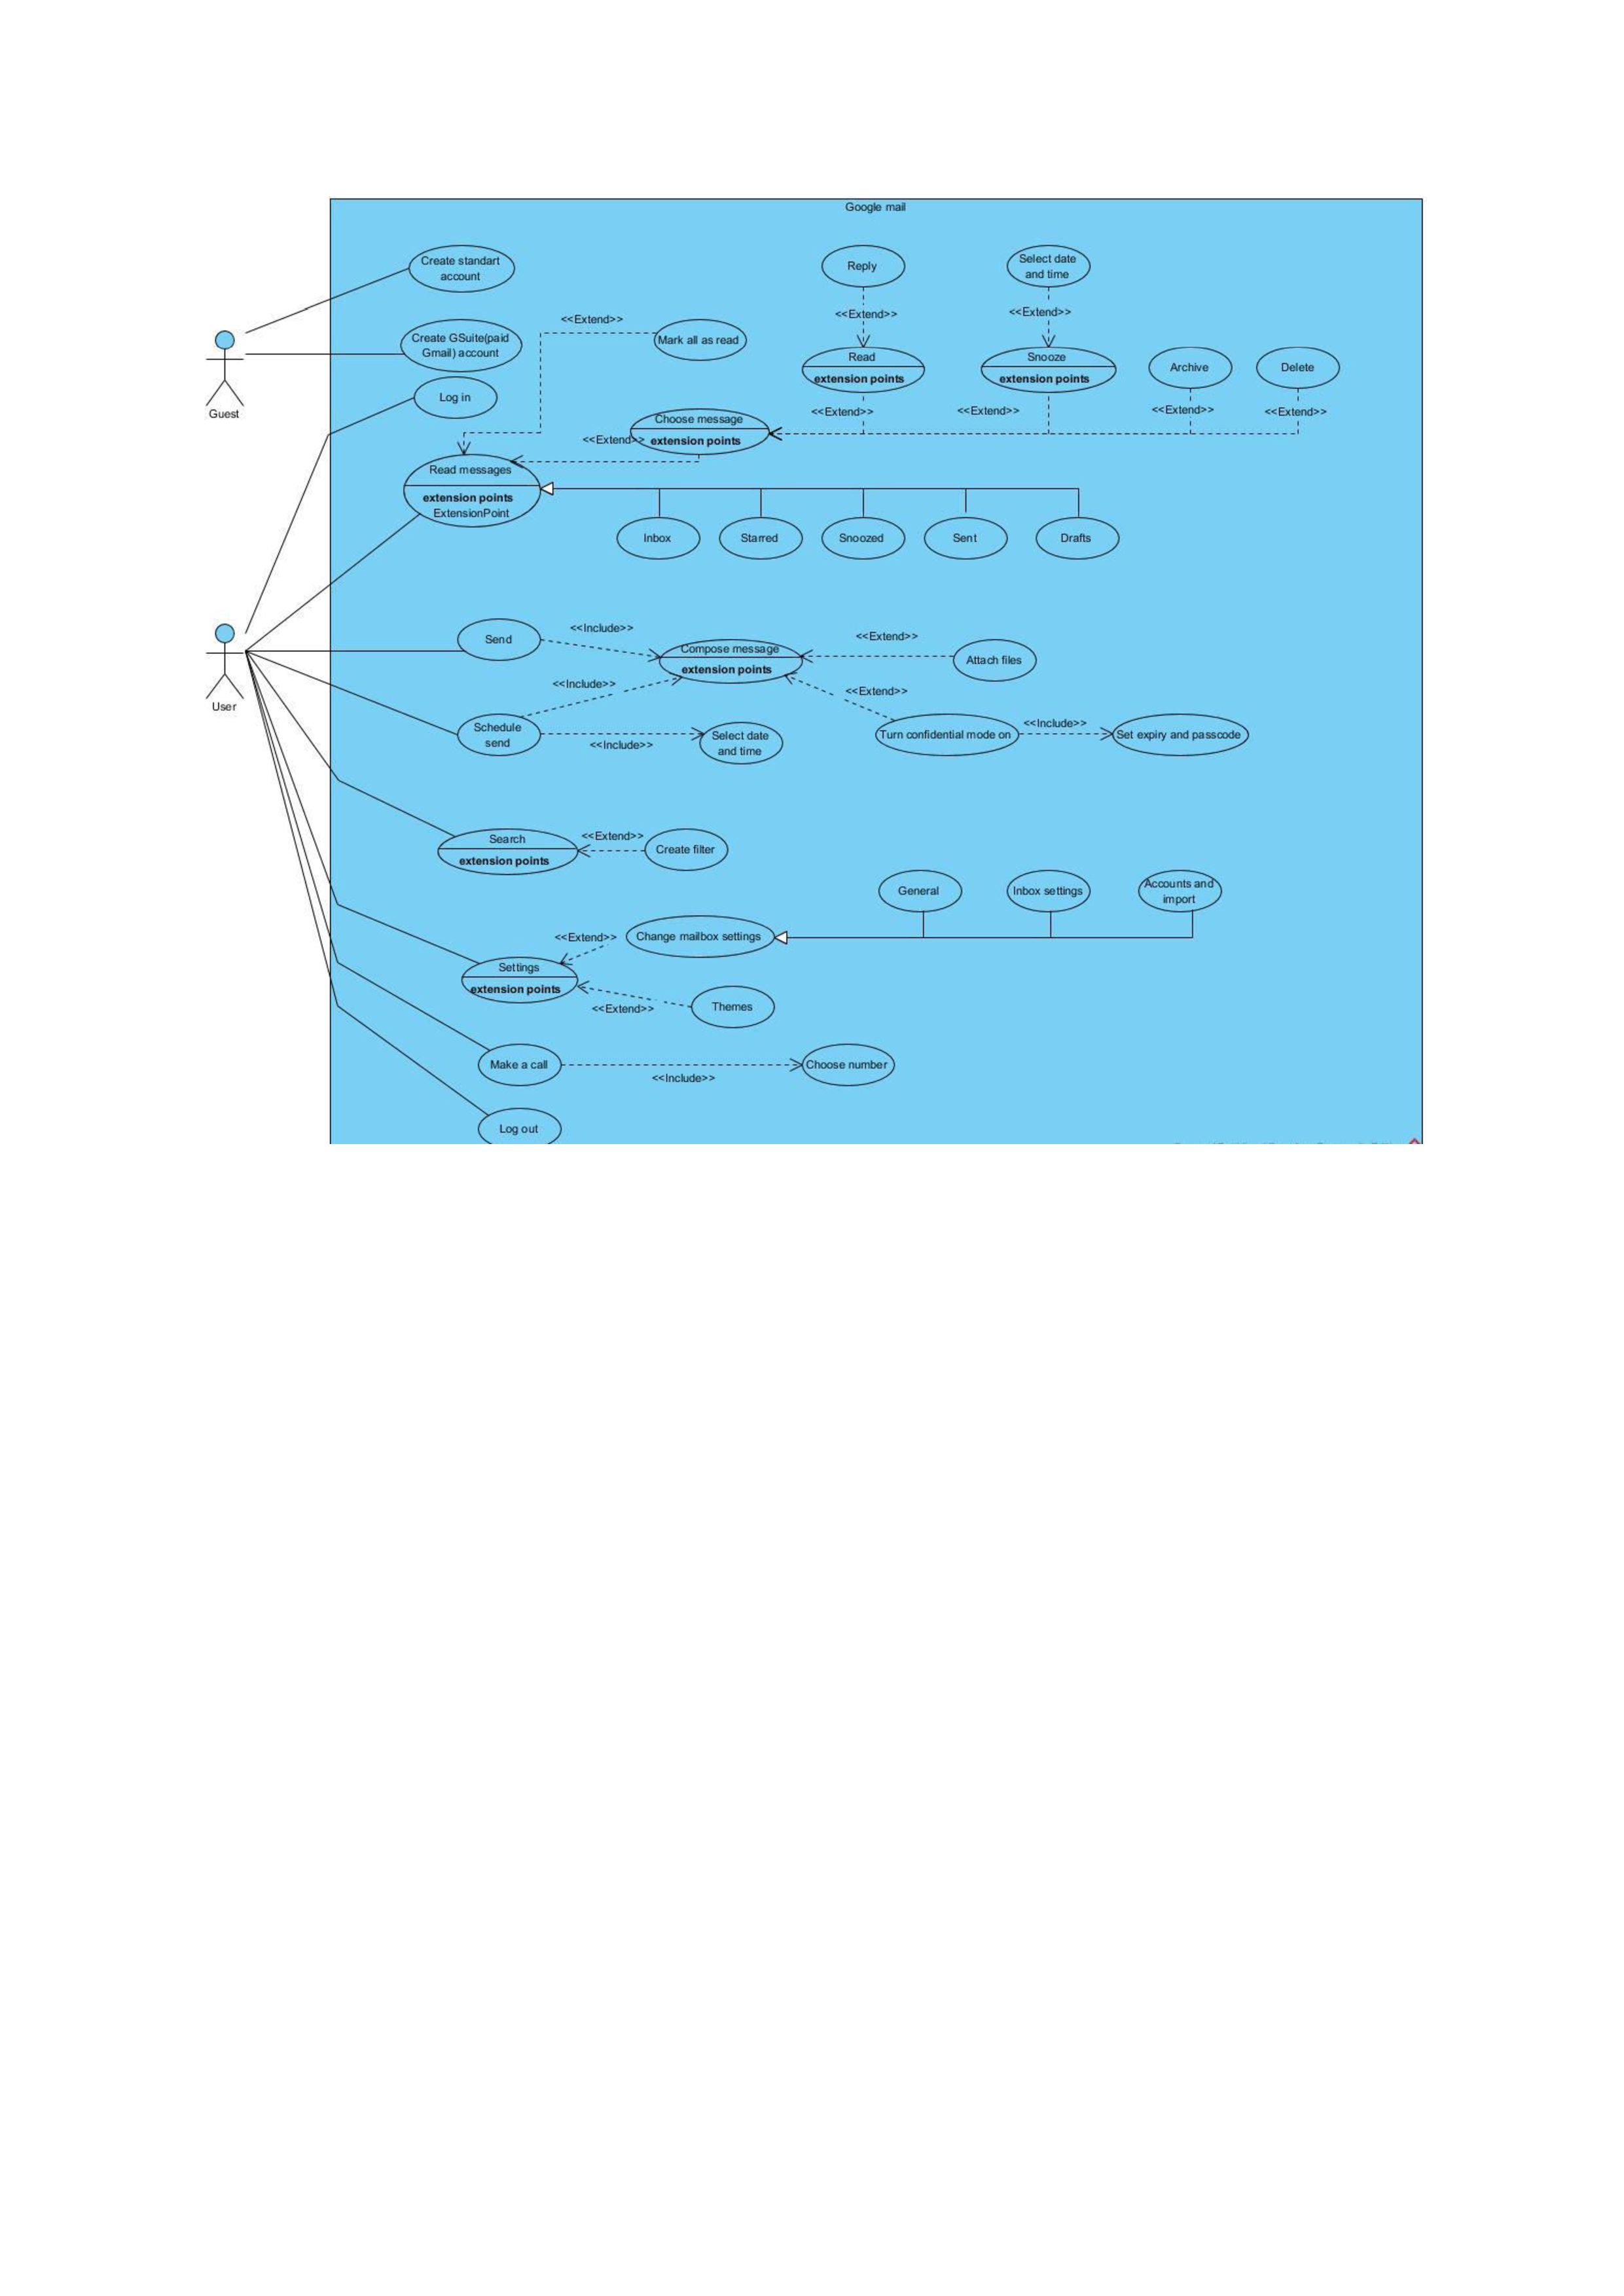 Google mail
Create standart
account
Reply
Select date
and time
<<Extend>>
<<Extend>>
<<Extend>>
Create GSuite(paid
Gmail) account
Mark all as read
Read
extension points
Snooze
extension points
Archive
Delete
Log in
Guest
<<Extend>>
<<Extend>>
<<Extend>>
<<Extend>>
Choose message
extension points
<<Extend>>
Read messages
extension points
ExtensionPoint
Inbox
Starred
Snoozed
Sent
Drafts
User
Send
<<Include>>
Compose message
extension points
<<Extend>>
Attach files
<<Include>>
<<Extend>>
Schedule
send
<<Include>>
Select date
and time
Turn confidential mode on
<<Include>>
Set expiry and passcode
Search
extension points
<<Extend>>
Create filter
General
Inbox settings
Accounts and
import
<<Extend>>
Change mailbox settings
Settings
extension points
<<Extend>>
Themes
Make a call
<<Include>>
Choose number
Log out